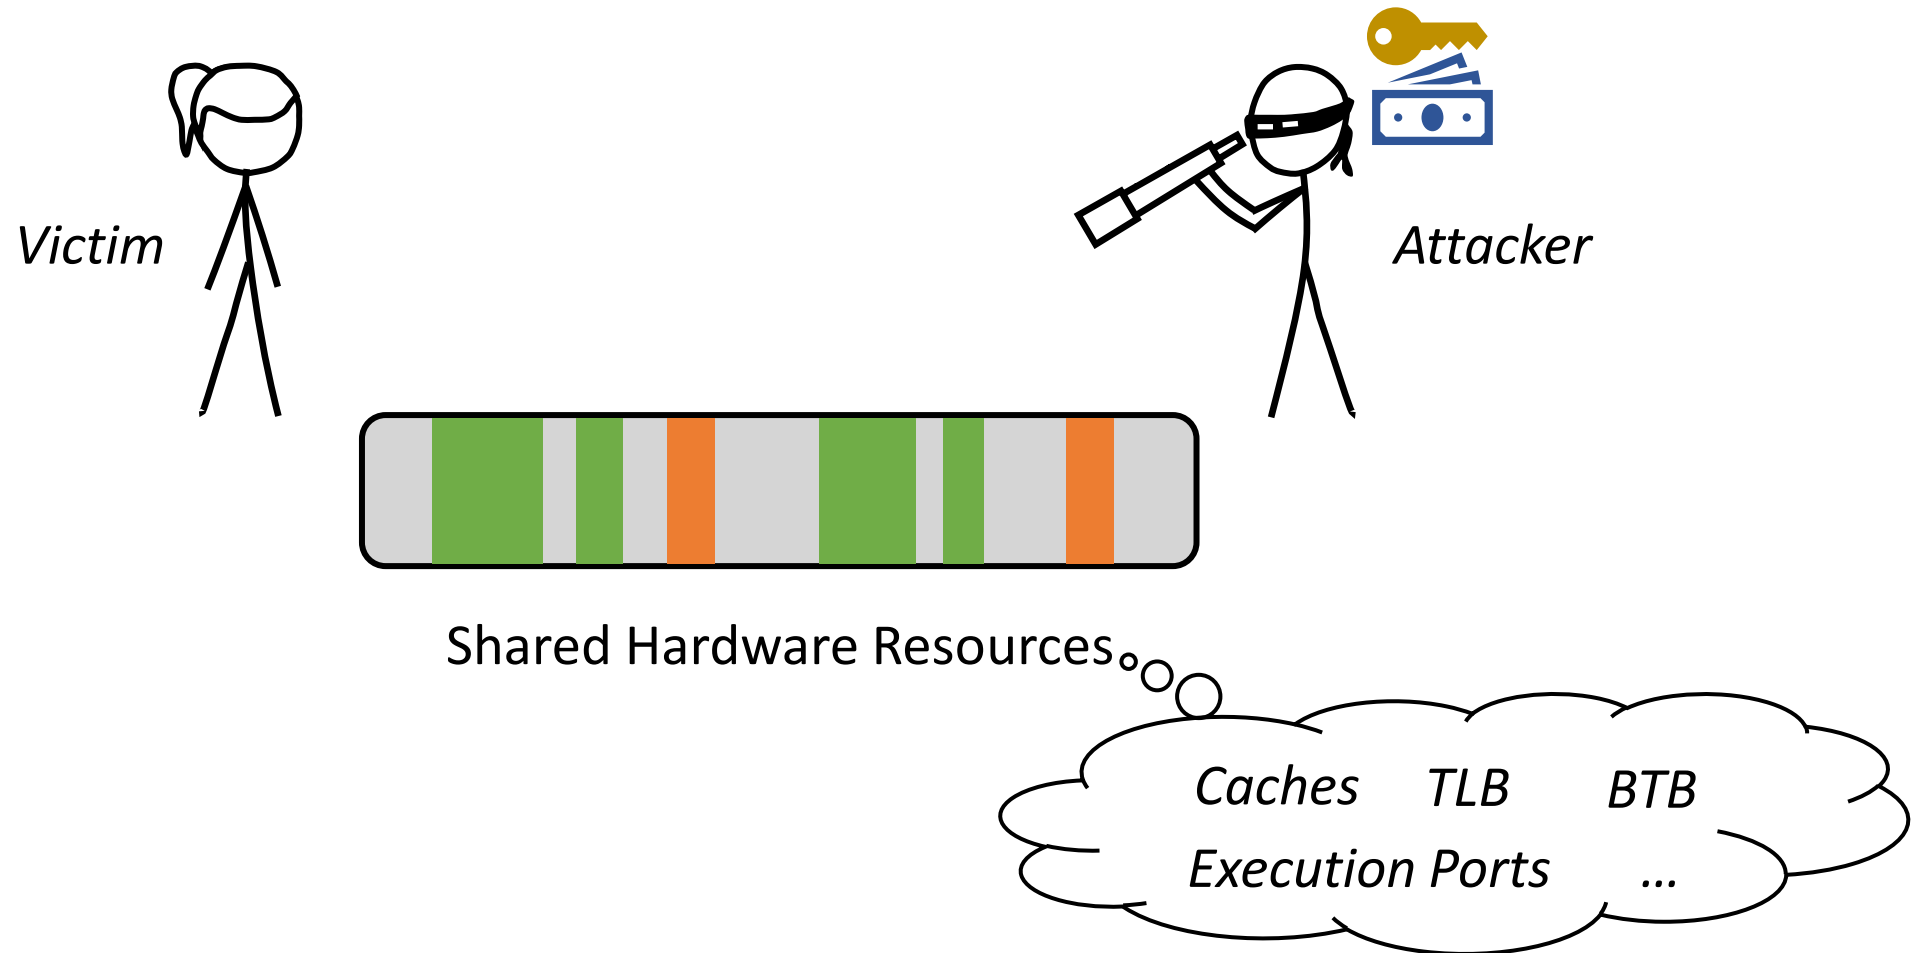 Victim
Attacker
Shared Hardware Resources
Caches TLB BTB
Execution Ports ...